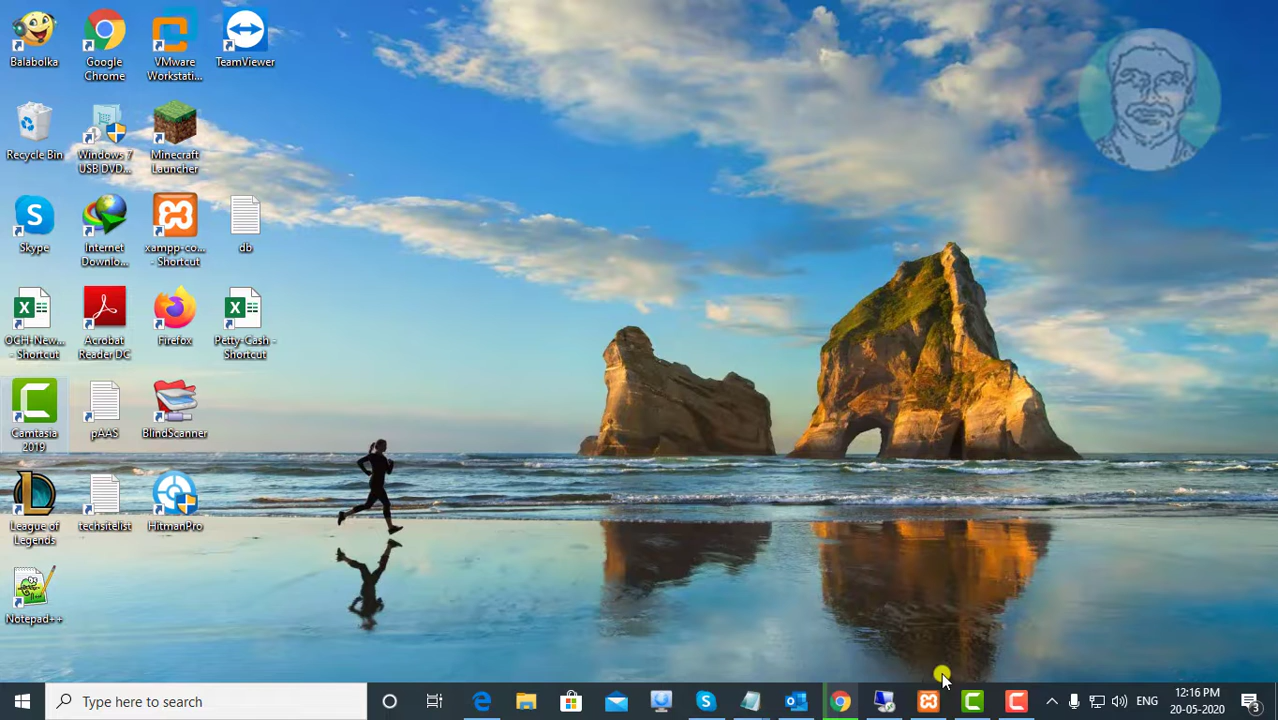 Balabolka
Google
Chrome
VMware
Workstati...
TeamViewer
Recycle Bin
Windows 7
USB DVD...
Minecraft
Launcher
Skype
Internet
Downlo...
xampp-co...
- Shortcut
db
OCH-New...
- Shortcut
Acrobat
Reader DC
Firefox
Petty-Cash -
Shortcut
Camtasia
2019
pAAS
BlindScanner
League of
Legends
techsitelist
HitmanPro
Notepad++
Type here to search
ENG
12:16 PM
20-05-2020
3